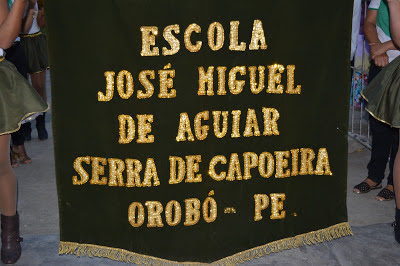 ESCOLA
JOSÉ MIGUEL
DE AGUIAR
SERRA DE CAPOEIRA
OROBÓ - PE